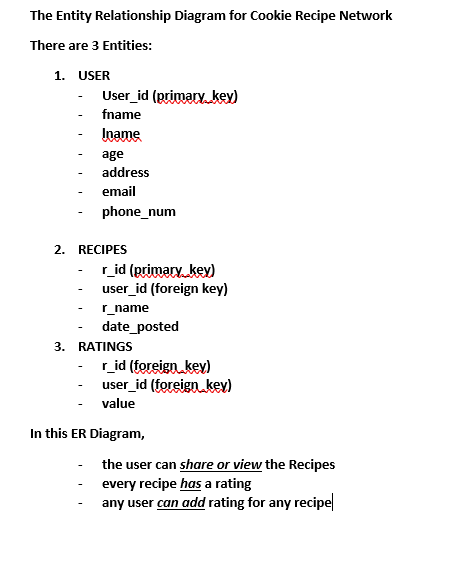 The Entity Relationship Diagram for Cookie Recipe Network
There are 3 Entities:
1. USER
- User_id (primary_key)
- fname
- lname
- age
- address
- email
- phone_num
2. RECIPES
- r_id (primary_key)
- user_id (foreign key)
- r_name
- date_posted
3. RATINGS
- r_id (foreign_key)
- user_id (foreign_key)
- value
In this ER Diagram,
- the user can share or view the Recipes
- every recipe has a rating
- any user can add rating for any recipe